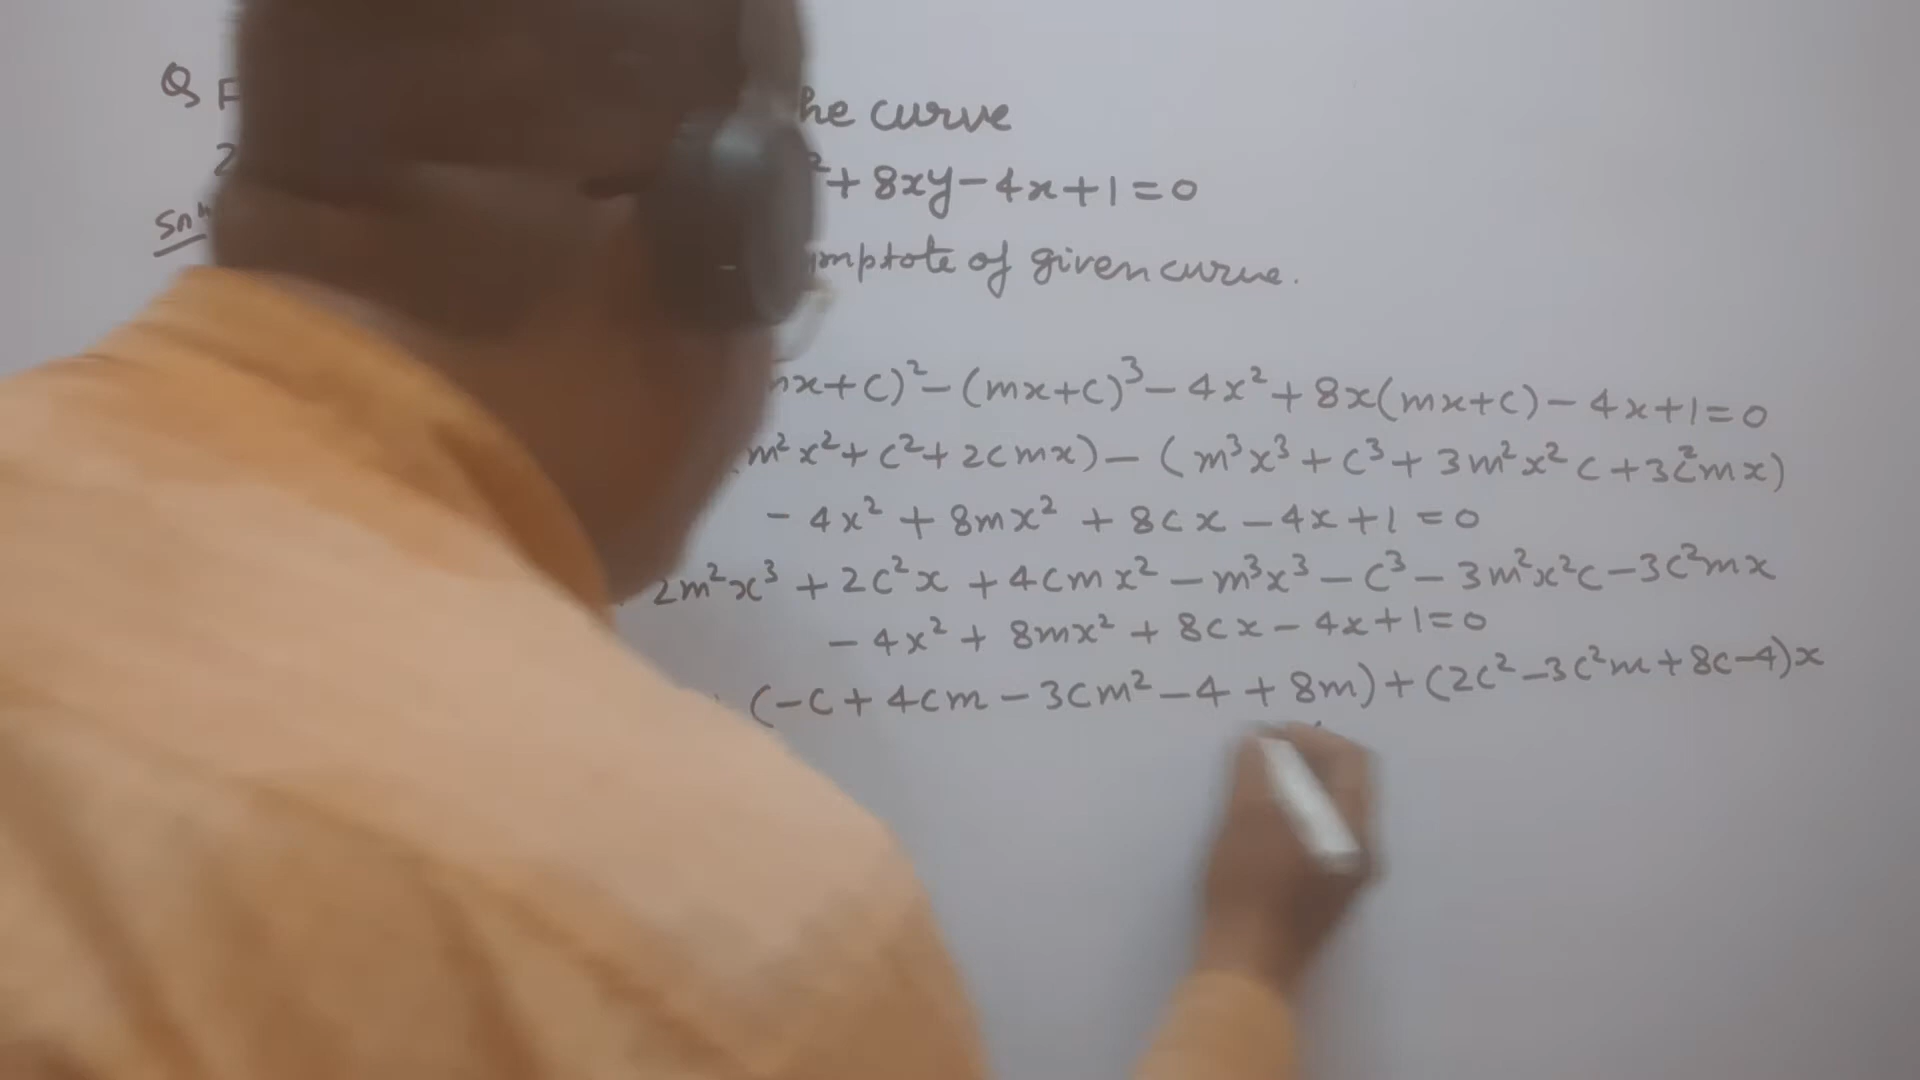 Q F he curve
2 ²+8xy-4x+1=0
Solⁿ mptote of given curve.
mx+c)²-(mx+c)³-4x²+8x(mx+c)-4x+1=0
m²x²+c²+2cmx)-(m³x³+c³+3m²x²c+3c²mx)
-4x²+8mx²+8cx-4x+1=0
2m²x³+2c²x+4cmx²-m³x³-c³-3m²x²c-3c²mx
-4x²+8mx²+8cx-4x+1=0
(-c+4cm-3cm²-4+8m)+(2c²-3c²m+8c-4)x